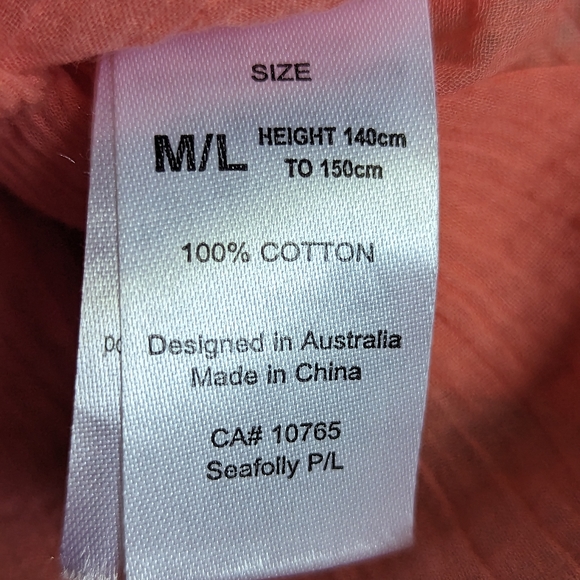 SIZE
M/L HEIGHT 140cm
TO 150cm
100% COTTON
Designed in Australia
Made in China
CA# 10765
Seafolly P/L